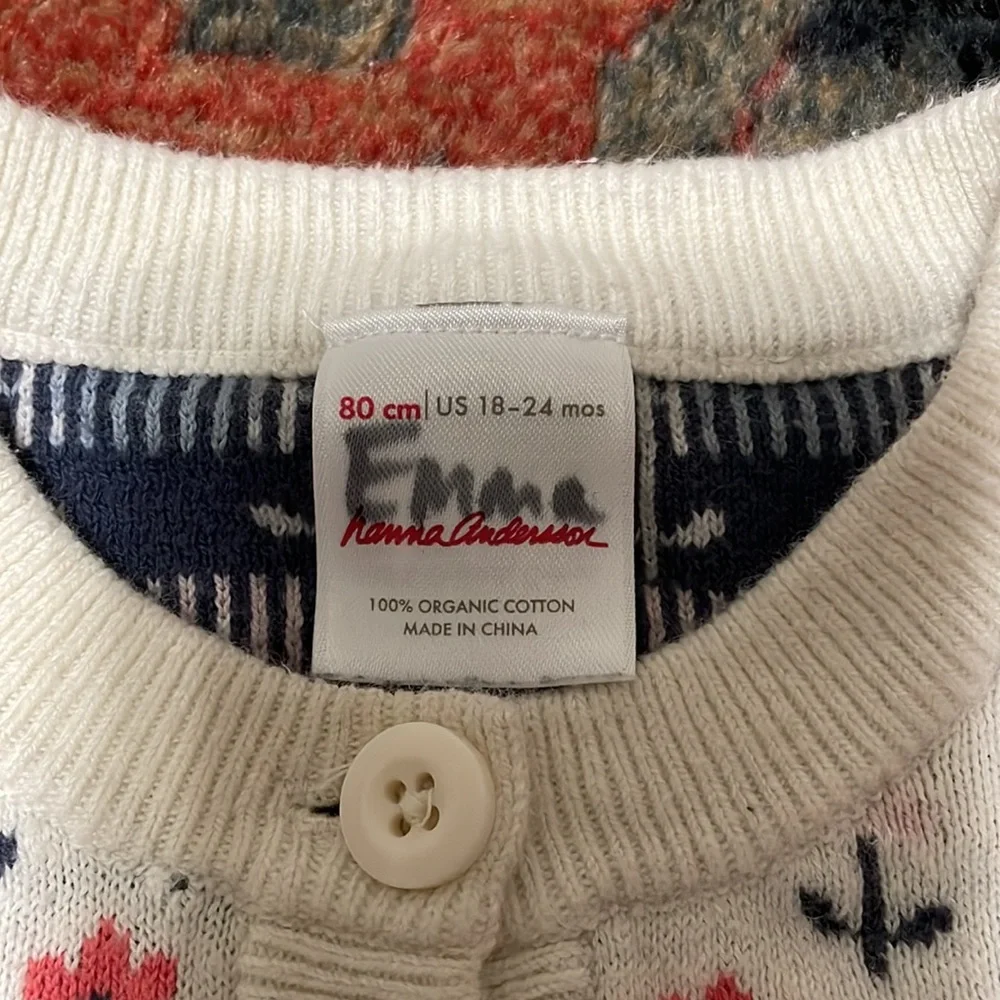 80 cm | US 18-24 mos
Emma
hanna Andersson
100% ORGANIC COTTON
MADE IN CHINA